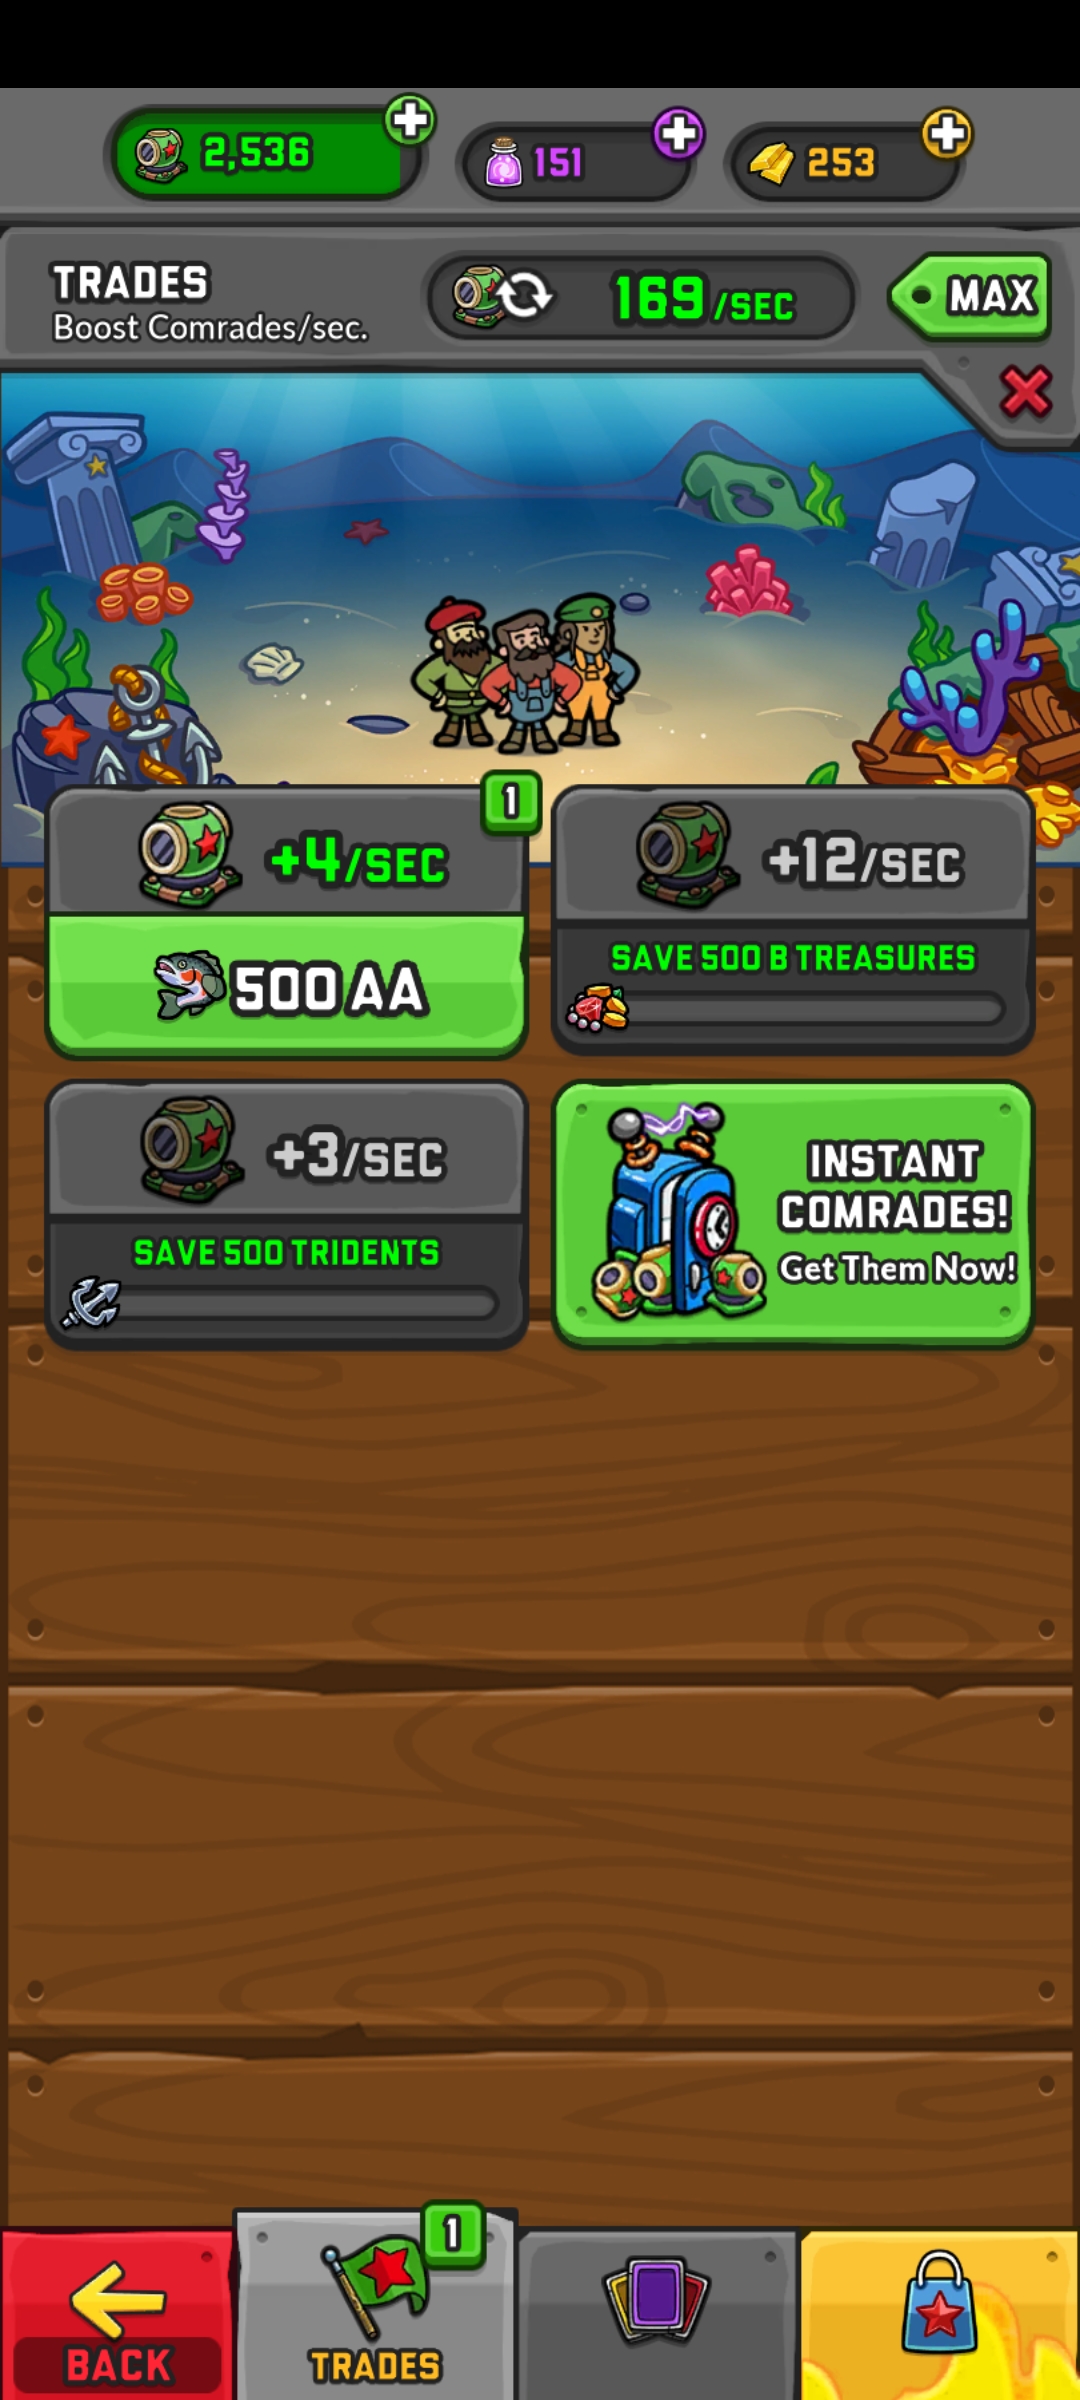 2,536
151
253
TRADES
Boost Comrades/sec.
169/SEC
MAX
1
+4/SEC
500 AA
+12/SEC
SAVE 500 B TREASURES
+3/SEC
SAVE 500 TRIDENTS
INSTANT
COMRADES!
Get Them Now!
BACK
1
TRADES